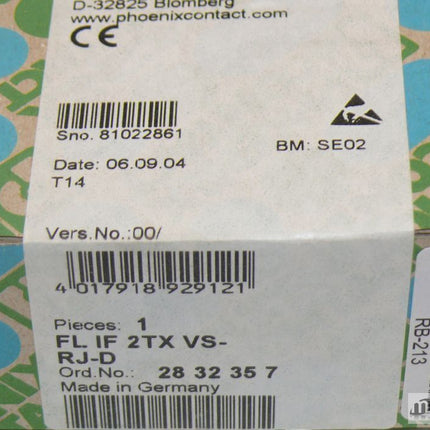 D-32825 Blomberg
www.phoenixcontact.com
CE
Sno. 81022861
BM: SE02
Date: 06.09.04
T14
Vers.No.:00/
4 017918 929121
Pieces: 1
FL IF 2TX VS-
RJ-D
Ord.No.: 28 32 35 7
Made in Germany
RB-213